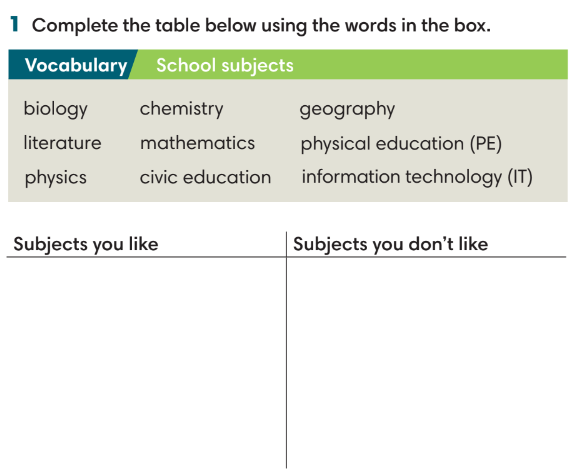 1 Complete the table below using the words in the box.
Vocabulary School subjects
biology chemistry geography
literature mathematics physical education (PE)
physics civic education information technology (IT)
Subjects you like Subjects you don't like